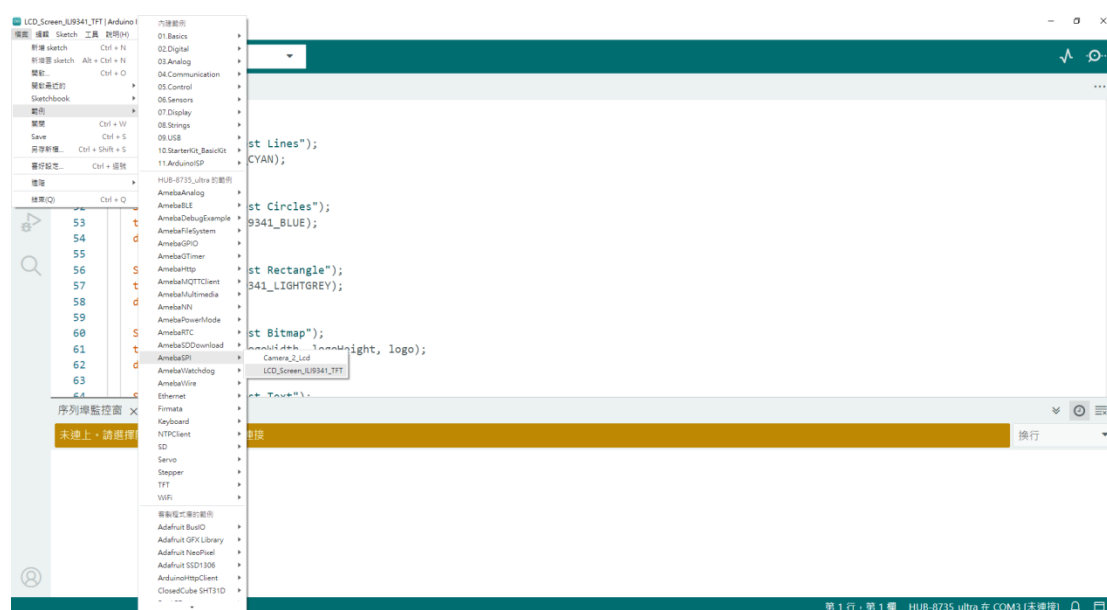 LCD_Screen_ILI9341_TFT | Arduino I
檔案 編輯 Sketch 工具 說明(H)
新增 sketch Ctrl + N
新增雲 sketch Alt + Ctrl + N
開啟... Ctrl + O
開啟最近的
Sketchbook
範例
關閉 Ctrl + W
Save Ctrl + S
另存新檔... Ctrl + Shift + S
喜好設定... Ctrl + 逗號
進階
結束(Q) Ctrl + Q
內建範例
01.Basics
02.Digital
03.Analog
04.Communication
05.Control
06.Sensors
07.Display
08.Strings
09.USB
10.StarterKit_BasicKit
11.ArduinoISP
HUB-8735_ultra 的範例
AmebaAnalog
AmebaBLE
AmebaDebugExample
AmebaFileSystem
AmebaGPIO
AmebaGTimer
AmebaHttp
AmebaMQTTClient
AmebaMultimedia
AmebaNN
AmebaPowerMode
AmebaRTC
AmebaSDDownload
AmebaSPI
AmebaWatchdog
AmebaWire
Ethernet
Firmata
Keyboard
NTPClient
SD
Servo
Stepper
TFT
WiFi
客製程式庫的範例
Adafruit BusIO
Adafruit GFX Library
Adafruit NeoPixel
Adafruit SSD1306
ArduinoHttpClient
ClosedCube SHT31D
Camera_2_Lcd
LCD_Screen_ILI9341_TFT
st Lines");
CYAN);
st Circles");
53 t 9341_BLUE);
54 d
55
56 S st Rectangle");
57 t 341_LIGHTGREY);
58 d
59
60 S st Bitmap");
61 t ogoWidth, logoHeight, logo);
62 d
63
64 S st Text");
序列埠監控窗
未連上,請選擇 連接
換行
第 1 行,第 1 欄 HUB-8735_ultra 在 COM3 [未連接]